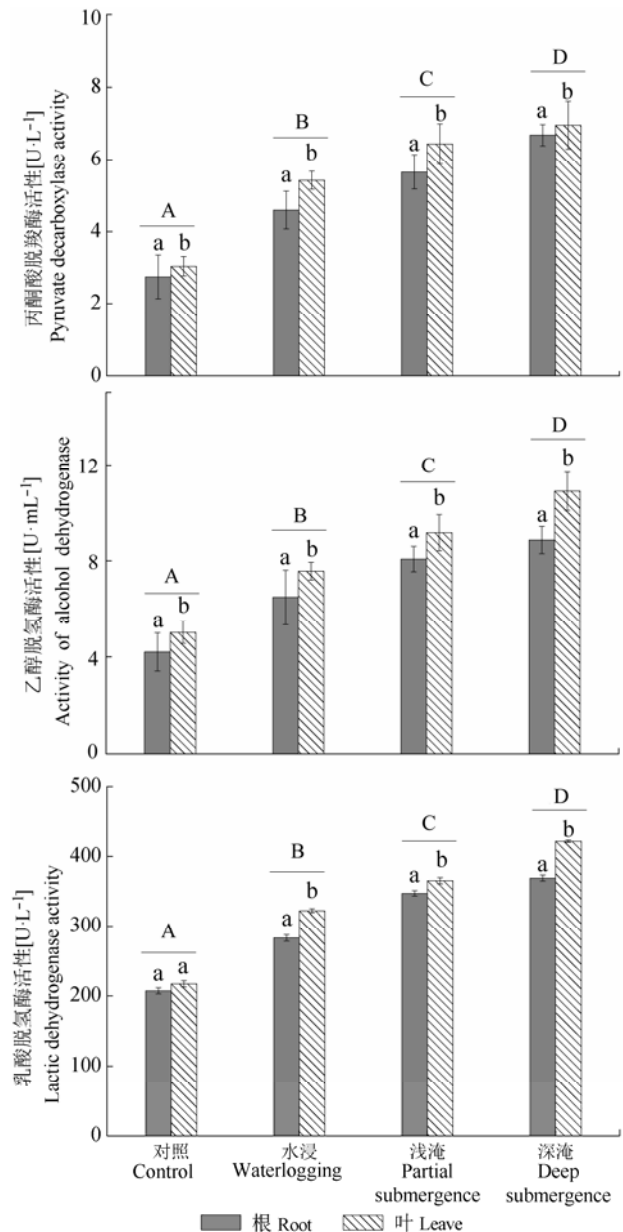 丙酮酸脱羧酶活性[U·L⁻¹]
Pyruvate decarboxylase activity
10
8
6
4
2
0
A
a b
B
a b
C
a b
D
a b
乙醇脱氢酶活性[U·mL⁻¹]
Activity of alcohol dehydrogenase
12
8
4
0
A
a b
B
a b
C
a b
D
a b
乳酸脱氢酶活性[U·L⁻¹]
Lactic dehydrogenase activity
500
400
300
200
100
0
A
a a
B
a b
C
a b
D
a b
对照 水浸 浅淹 深淹
Control Waterlogging Partial Deep
submergence submergence
根 Root 叶 Leave